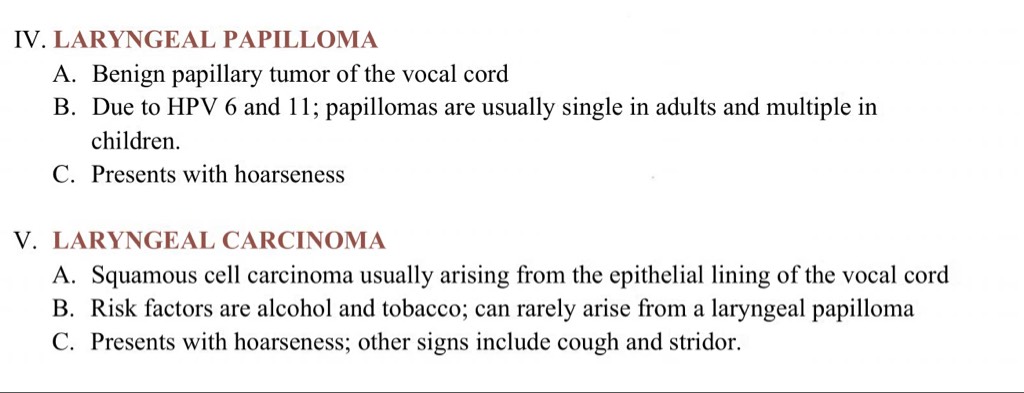 IV. LARYNGEAL PAPILLOMA
A. Benign papillary tumor of the vocal cord
B. Due to HPV 6 and 11; papillomas are usually single in adults and multiple in
children.
C. Presents with hoarseness
V. LARYNGEAL CARCINOMA
A. Squamous cell carcinoma usually arising from the epithelial lining of the vocal cord
B. Risk factors are alcohol and tobacco; can rarely arise from a laryngeal papilloma
C. Presents with hoarseness; other signs include cough and stridor.